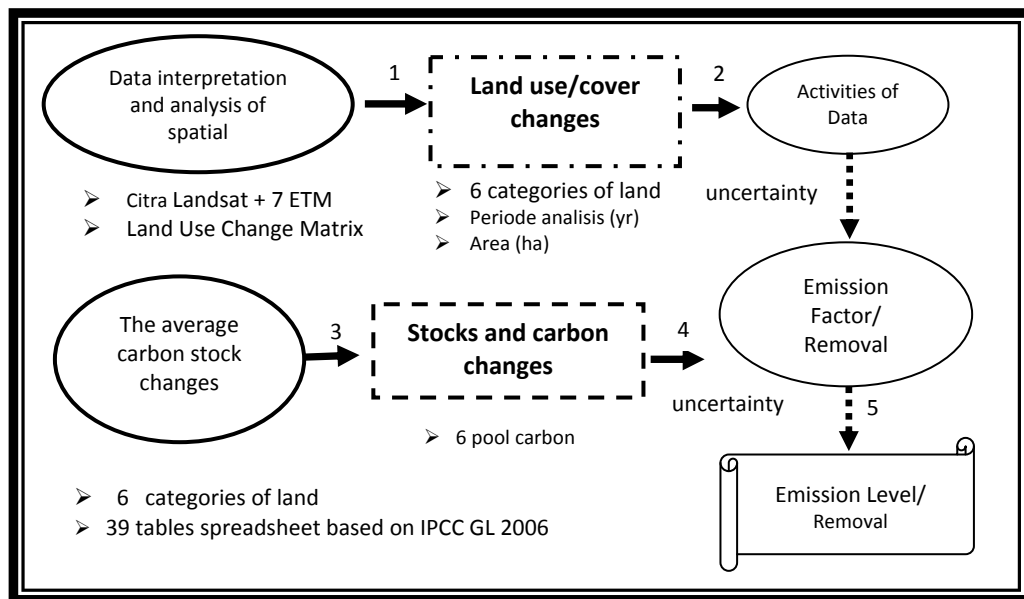 Data interpretation
and analysis of
spatial
1
Land use/cover
changes
2
Activities of
Data
➢ Citra Landsat + 7 ETM
➢ Land Use Change Matrix
➢ 6 categories of land
➢ Periode analisis (yr)
➢ Area (ha)
uncertainty
The average
carbon stock
changes
3
Stocks and carbon
changes
4
Emission
Factor/
Removal
uncertainty
5
➢ 6 pool carbon
➢ 6 categories of land
➢ 39 tables spreadsheet based on IPCC GL 2006
Emission Level/
Removal